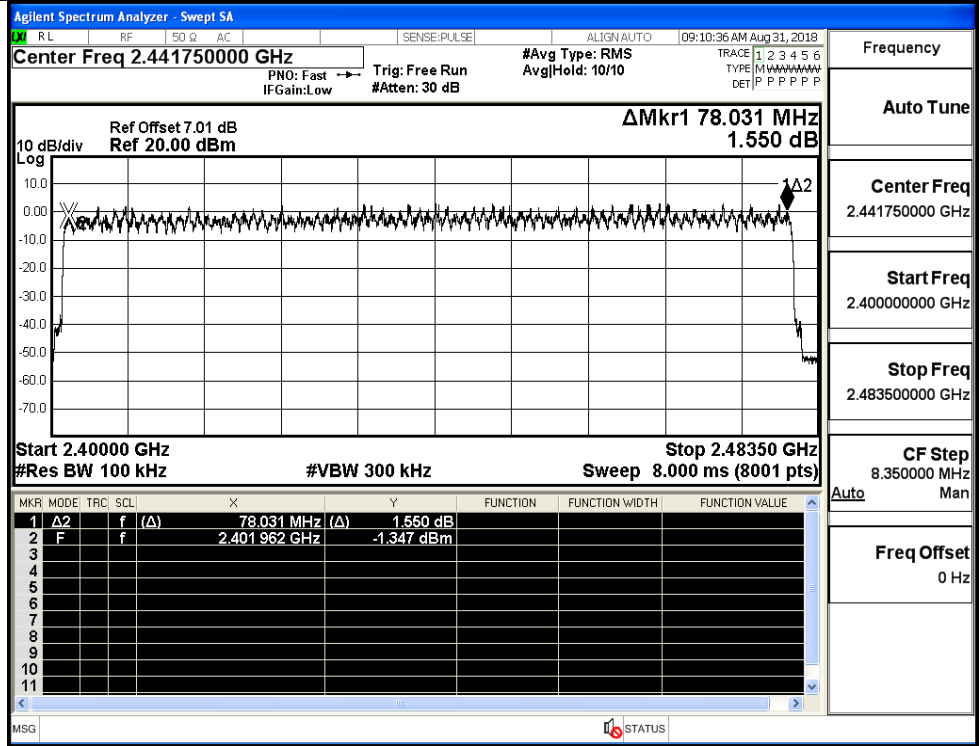 Agilent Spectrum Analyzer - Swept SA
LXI RL RF 50 Ω AC SENSE:PULSE ALIGN AUTO 09:10:36 AM Aug 31, 2018
Center Freq 2.441750000 GHz
PNO: Fast
IFGain:Low
Trig: Free Run
#Atten: 30 dB
#Avg Type: RMS
Avg|Hold: 10/10
TRACE 1 2 3 4 5 6
TYPE M WWWWW
DET P P P P P P
ΔMkr1 78.031 MHz
1.550 dB
Ref Offset 7.01 dB
10 dB/div Ref 20.00 dBm
Log
10.0
0.00
-10.0
-20.0
-30.0
-40.0
-50.0
-60.0
-70.0
1Δ2
Start 2.40000 GHz Stop 2.48350 GHz
#Res BW 100 kHz #VBW 300 kHz Sweep 8.000 ms (8001 pts)
MKR MODE TRC SCL X Y FUNCTION FUNCTION WIDTH FUNCTION VALUE
1 Δ2 f (Δ) 78.031 MHz (Δ) 1.550 dB
2 F f 2.401 962 GHz -1.347 dBm
3
4
5
6
7
8
9
10
11
MSG STATUS
Frequency
Auto Tune
Center Freq
2.441750000 GHz
Start Freq
2.400000000 GHz
Stop Freq
2.483500000 GHz
CF Step
8.350000 MHz
Auto Man
Freq Offset
0 Hz